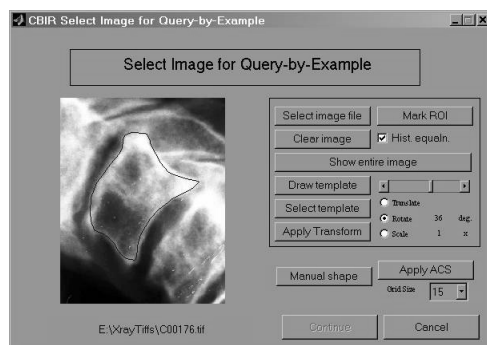 CBIR Select Image for Query-by-Example
Select Image for Query-by-Example
Select image file
Mark ROI
Clear image
Hist. equaln.
Show entire image
Draw template
Select template
Translate
Rotate 36 deg.
Apply Transform
Scale 1 x
Manual shape
Apply ACS
Grid Size 15
E:\XrayTiffs\C00176.tif
Continue
Cancel